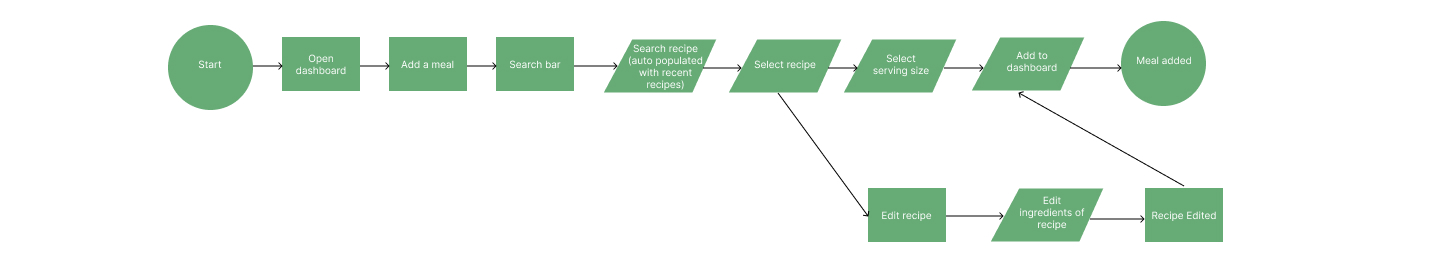 Start
Open
dashboard
Add a meal
Search bar
Search recipe
(auto populated
with recent
recipes)
Select recipe
Select
serving size
Add to
dashboard
Meal added
Edit recipe
Edit
ingredients of
recipe
Recipe Edited